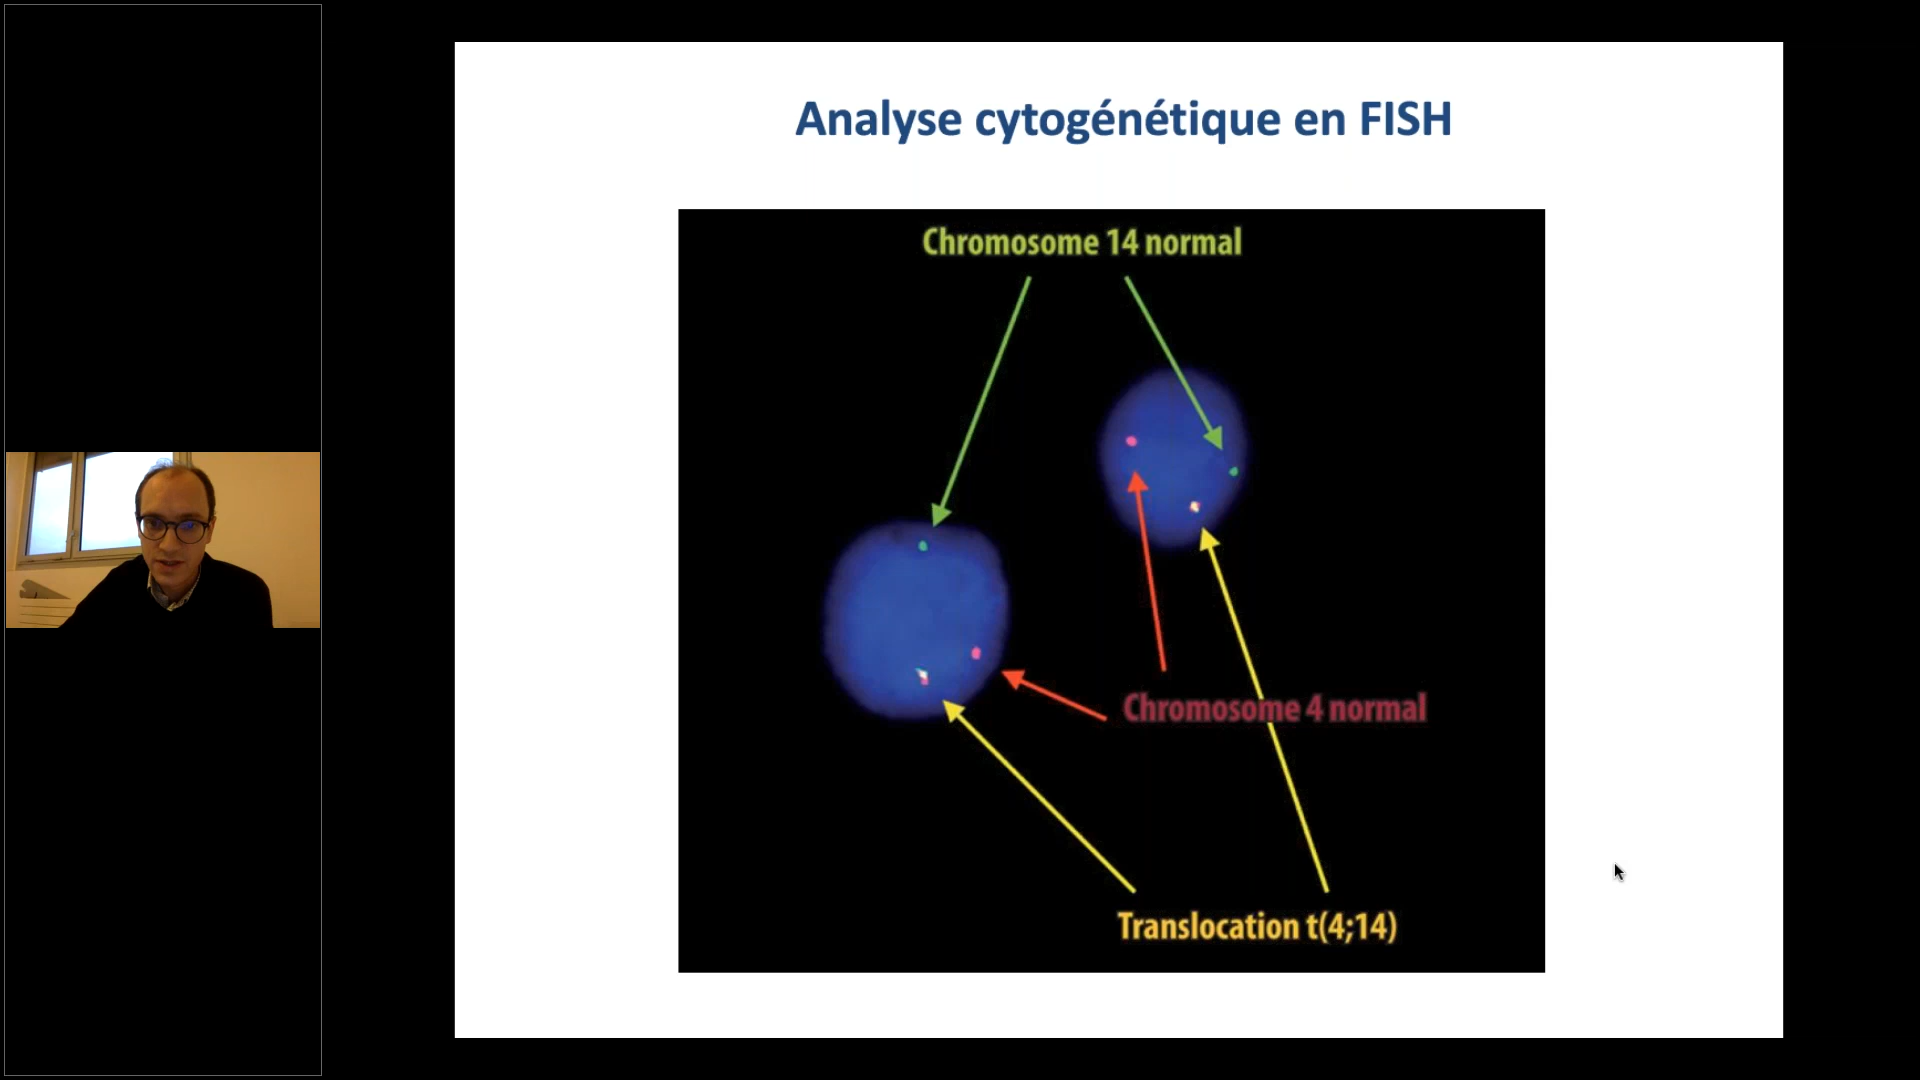 Analyse cytogénétique en FISH
Chromosome 14 normal
Chromosome 4 normal
Translocation t(4;14)